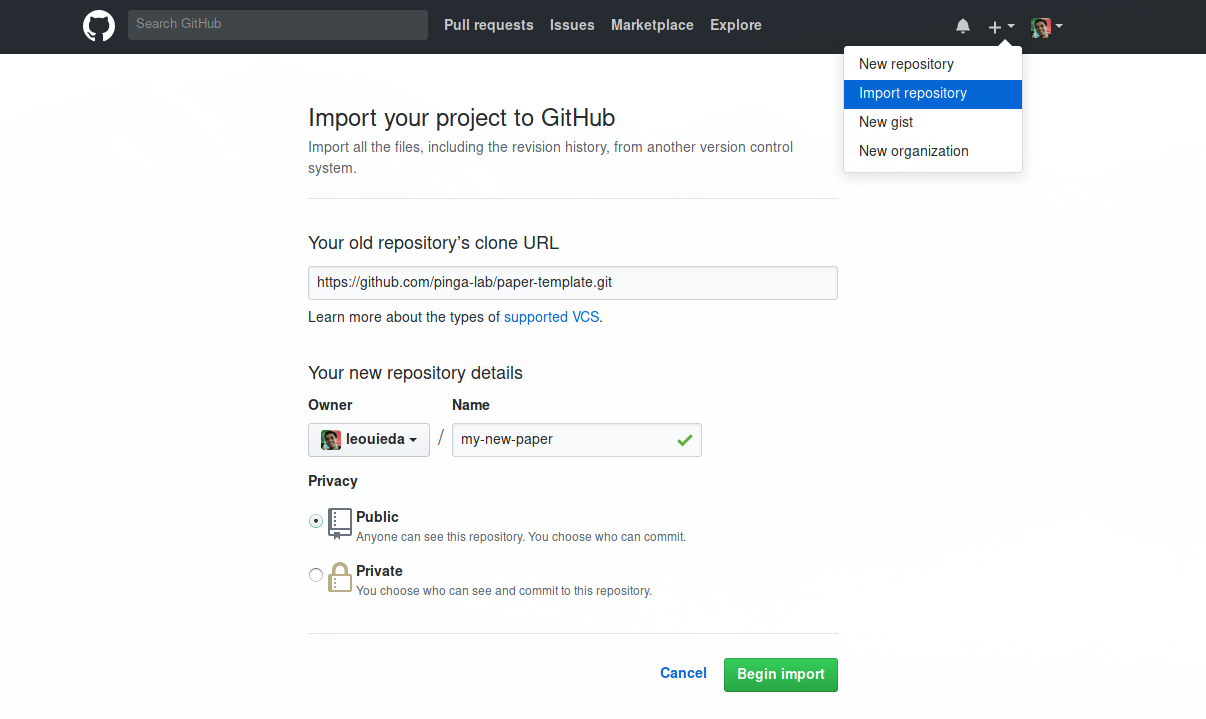 Search GitHub
Pull requests Issues Marketplace Explore
New repository
Import repository
New gist
New organization
Import your project to GitHub
Import all the files, including the revision history, from another version control
system.
Your old repository’s clone URL
https://github.com/pinga-lab/paper-template.git
Learn more about the types of supported VCS.
Your new repository details
Owner Name
leouieda / my-new-paper
Privacy
Public
Anyone can see this repository. You choose who can commit.
Private
You choose who can see and commit to this repository.
Cancel Begin import